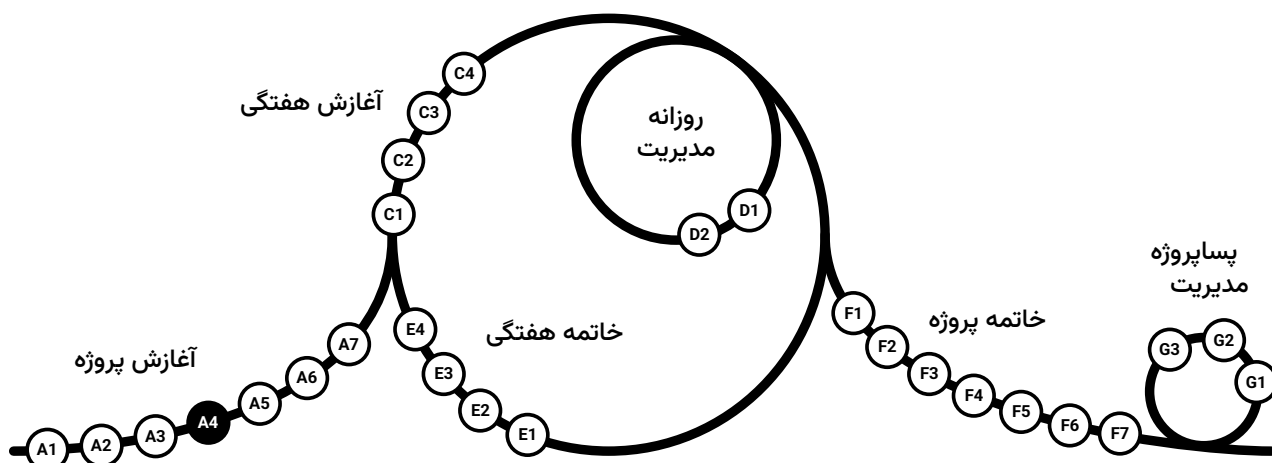 آغازش پروژه
A1
A2
A3
A4
A5
A6
A7
آغازش هفتگی
C1
C2
C3
C4
روزانه
مدیریت
D1
D2
خاتمه هفتگی
E1
E2
E3
E4
خاتمه پروژه
F1
F2
F3
F4
F5
F6
F7
پساپروژه
مدیریت
G1
G2
G3